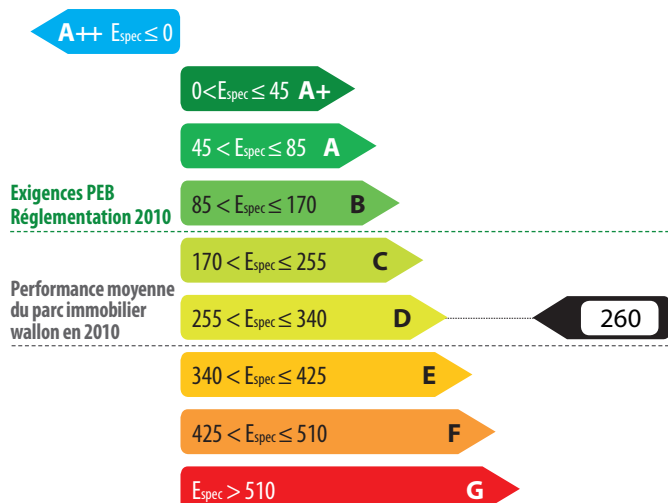 A++ Espec ≤ 0
0<Espec ≤ 45 A+
45 < Espec ≤ 85 A
Exigences PEB
Réglementation 2010
85 < Espec ≤ 170 B
170 < Espec ≤ 255 C
Performance moyenne
du parc immobilier
wallon en 2010
255 < Espec ≤ 340 D
260
340 < Espec ≤ 425 E
425 < Espec ≤ 510 F
Espec > 510 G